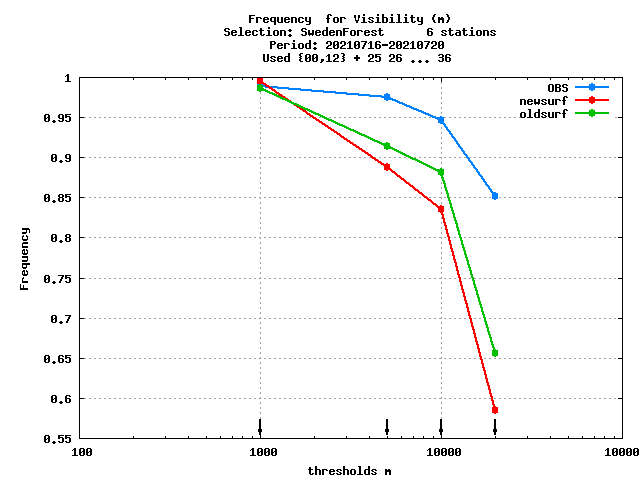 Frequency  for Visibility (m)
Selection: SwedenForest      6 stations
Period: 20210716-20210720
Used {00,12} + 25 26 ... 36
OBS
newsurf
oldsurf
1
0.95
0.9
0.85
0.8
0.75
0.7
0.65
0.6
0.55
Frequency
100
1000
10000
10000
thresholds m